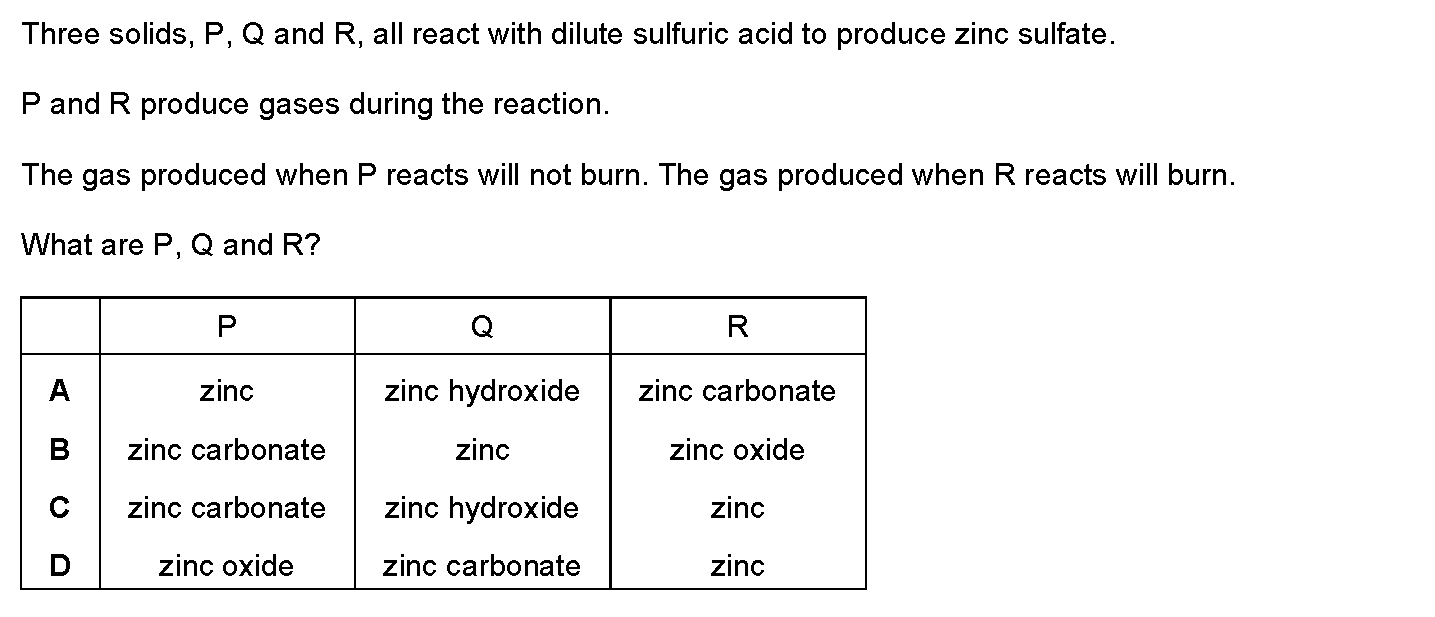 Three solids, P, Q and R, all react with dilute sulfuric acid to produce zinc sulfate.
P and R produce gases during the reaction.
The gas produced when P reacts will not burn. The gas produced when R reacts will burn.
What are P, Q and R?
P Q R
A zinc zinc hydroxide zinc carbonate
B zinc carbonate zinc zinc oxide
C zinc carbonate zinc hydroxide zinc
D zinc oxide zinc carbonate zinc